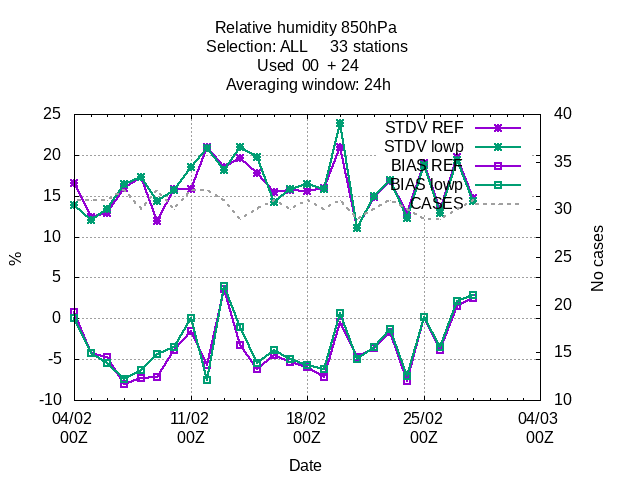 Relative humidity 850hPa
Selection: ALL 33 stations
Used 00 + 24
Averaging window: 24h
25 40
STDV REF
STDV lowp
20 35
BIAS REF
BIAS lowp
CASES
15 30
10 25
5 20
0 15
-5
-10 10
%
No cases
04/02 11/02 18/02 25/02 04/03
00Z 00Z 00Z 00Z 00Z
Date